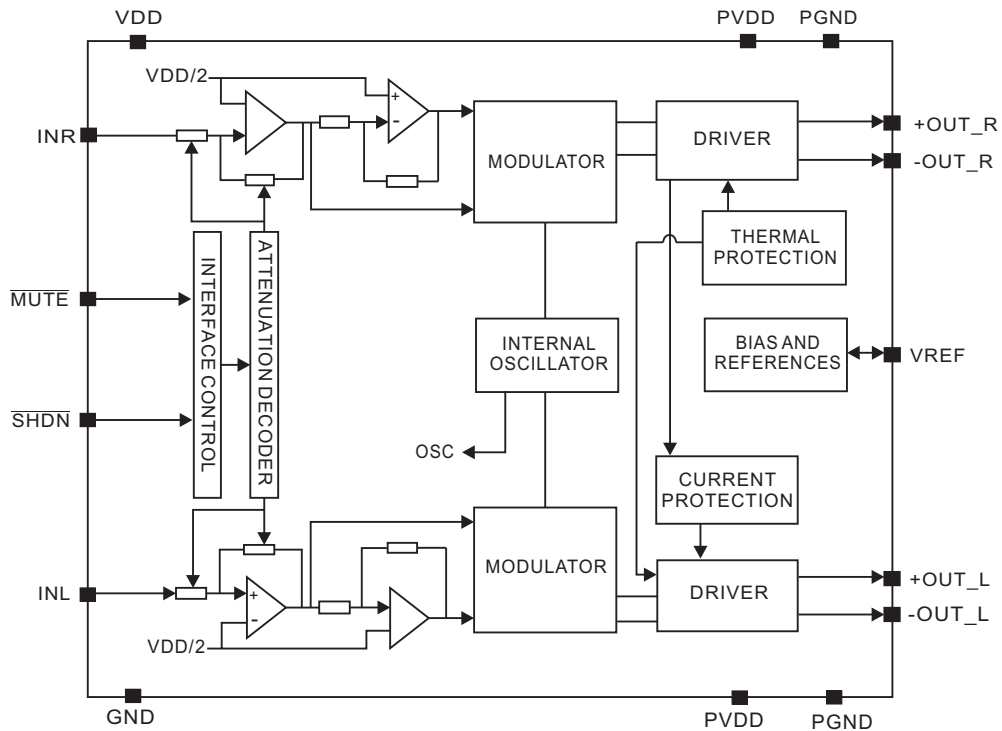 VDD
PVDD
PGND
VDD/2
+
-
INR
MODULATOR
DRIVER
+OUT_R
-OUT_R
THERMAL
PROTECTION
MUTE
INTERFACE CONTROL
ATTENUATION DECODER
INTERNAL
OSCILLATOR
BIAS AND
REFERENCES
VREF
SHDN
OSC
CURRENT
PROTECTION
INL
+
-
MODULATOR
DRIVER
+OUT_L
-OUT_L
VDD/2
GND
PVDD
PGND